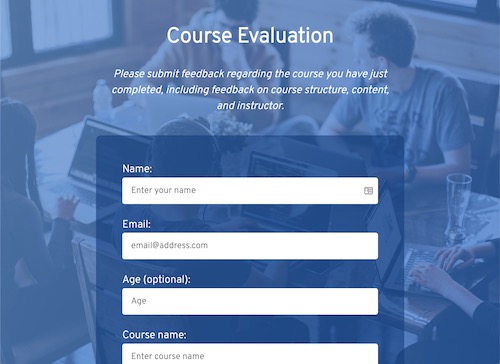 Course Evaluation
Please submit feedback regarding the course you have just
completed, including feedback on course structure, content,
and instructor.
Name:
Enter your name
Email:
email@address.com
Age (optional):
Age
Course name:
Enter course name